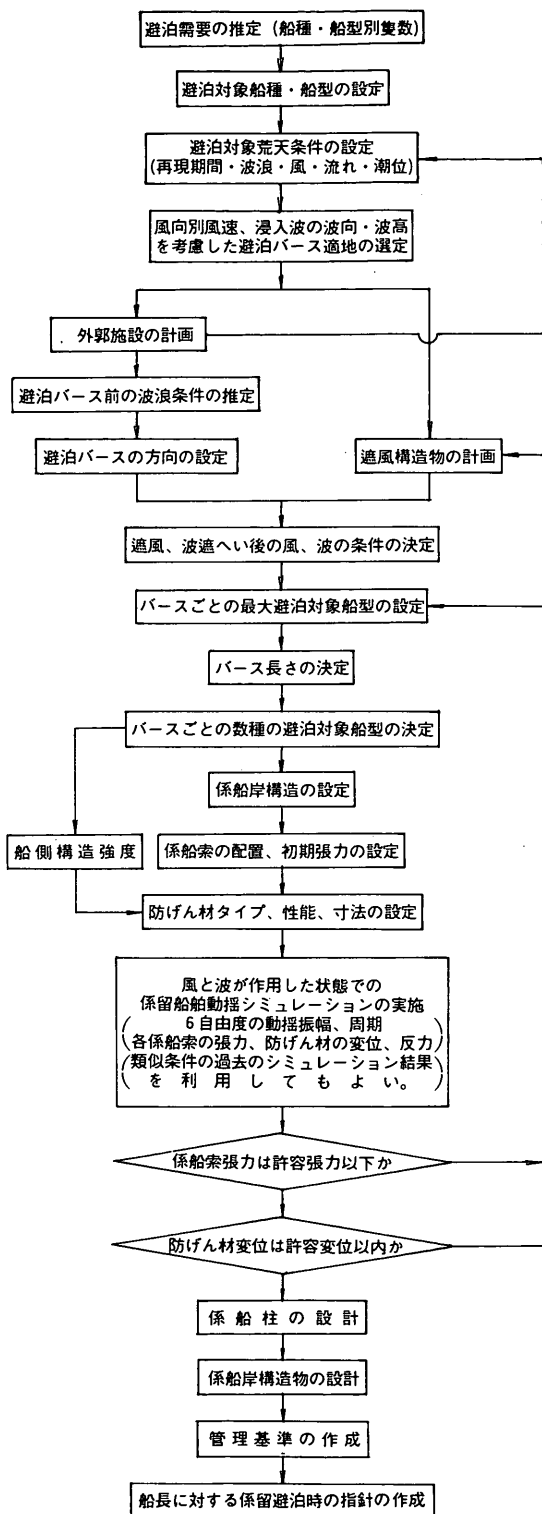 避泊需要の推定（船種・船型別隻数）
避泊対象船種・船型の設定
避泊対象荒天条件の設定
(再現期間・波浪・風・流れ・潮位)
風向別風速、浸入波の波向・波高
を考慮した避泊バース適地の選定
外郭施設の計画
避泊バース前の波浪条件の推定
避泊バースの方向の設定
遮風構造物の計画
遮風、波遮へい後の風、波の条件の決定
バースごとの最大避泊対象船型の設定
バース長さの決定
バースごとの数種の避泊対象船型の決定
係船岸構造の設定
船側構造強度
係船索の配置、初期張力の設定
防げん材タイプ、性能、寸法の設定
風と波が作用した状態での
係留船舶動揺シミュレーションの実施
6自由度の動揺振幅、周期
各係船索の張力、防げん材の変位、反力
類似条件の過去のシミュレーション結果
を利用してもよい。
係船索張力は許容張力以下か
防げん材変位は許容変位以内か
係船柱の設計
係船岸構造物の設計
管理基準の作成
船長に対する係留避泊時の指針の作成